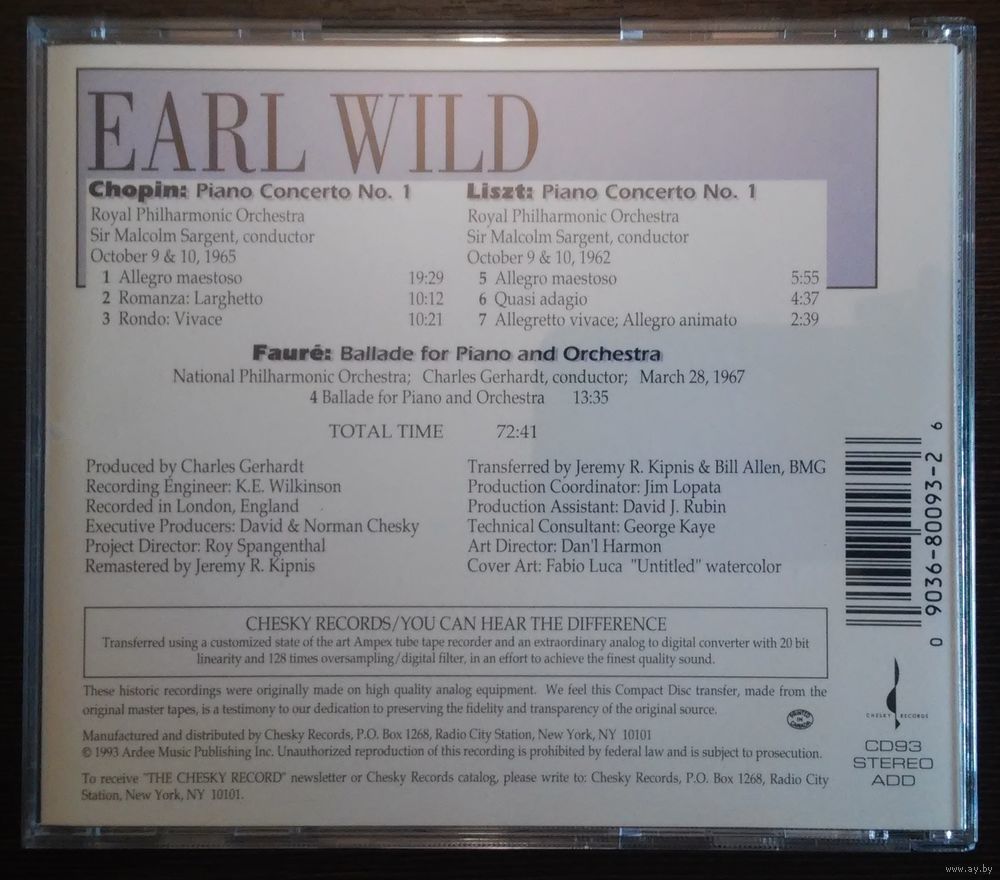 EARL WILD
Chopin: Piano Concerto No. 1
Royal Philharmonic Orchestra
Sir Malcolm Sargent, conductor
October 9 & 10, 1965
1 Allegro maestoso 19:29
2 Romanza: Larghetto 10:12
3 Rondo: Vivace 10:21
Liszt: Piano Concerto No. 1
Royal Philharmonic Orchestra
Sir Malcolm Sargent, conductor
October 9 & 10, 1962
5 Allegro maestoso 5:55
6 Quasi adagio 4:37
7 Allegretto vivace; Allegro animato 2:39
Fauré: Ballade for Piano and Orchestra
National Philharmonic Orchestra; Charles Gerhardt, conductor; March 28, 1967
4 Ballade for Piano and Orchestra 13:35
TOTAL TIME 72:41
Produced by Charles Gerhardt
Recording Engineer: K.E. Wilkinson
Recorded in London, England
Executive Producers: David & Norman Chesky
Project Director: Roy Spangenthal
Remastered by Jeremy R. Kipnis
Transferred by Jeremy R. Kipnis & Bill Allen, BMG
Production Coordinator: Jim Lopata
Production Assistant: David J. Rubin
Technical Consultant: George Kaye
Art Director: Dan'l Harmon
Cover Art: Fabio Luca "Untitled" watercolor
CHESKY RECORDS/YOU CAN HEAR THE DIFFERENCE
Transferred using a customized state of the art Ampex tube tape recorder and an extraordinary analog to digital converter with 20 bit
linearity and 128 times oversampling/digital filter, in an effort to achieve the finest quality sound.
These historic recordings were originally made on high quality analog equipment. We feel this Compact Disc transfer, made from the
original master tapes, is a testimony to our dedication to preserving the fidelity and transparency of the original source.
PRINTED
IN
CANADA
Manufactured and distributed by Chesky Records, P.O. Box 1268, Radio City Station, New York, NY 10101
© 1993 Ardee Music Publishing Inc. Unauthorized reproduction of this recording is prohibited by federal law and is subject to prosecution.
To receive "THE CHESKY RECORD" newsletter or Chesky Records catalog, please write to: Chesky Records, P.O. Box 1268, Radio City
Station, New York, NY 10101.
0 9036-80093-2 6
CHESKY RECORDS
CD93
STEREO
ADD
www.ay.by